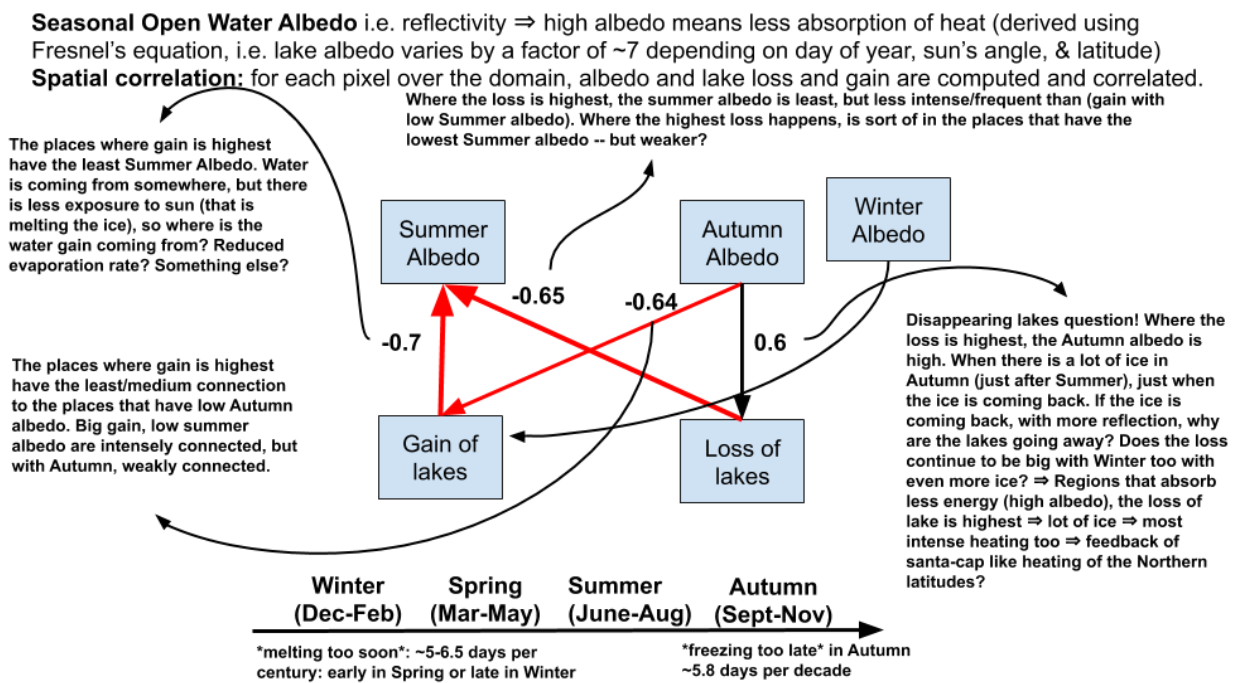 Seasonal Open Water Albedo i.e. reflectivity ⇒ high albedo means less absorption of heat (derived using
Fresnel's equation, i.e. lake albedo varies by a factor of ~7 depending on day of year, sun's angle, & latitude)
Spatial correlation: for each pixel over the domain, albedo and lake loss and gain are computed and correlated.
Where the loss is highest, the summer albedo is least, but less intense/frequent than (gain with
low Summer albedo). Where the highest loss happens, is sort of in the places that have the
lowest Summer albedo -- but weaker?
The places where gain is highest
have the least Summer Albedo. Water
is coming from somewhere, but there
is less exposure to sun (that is
melting the ice), so where is the
water gain coming from? Reduced
evaporation rate? Something else?
Summer
Albedo
Autumn
Albedo
Winter
Albedo
-0.65
-0.64
-0.7
0.6
The places where gain is highest
have the least/medium connection
to the places that have low Autumn
albedo. Big gain, low summer
albedo are intensely connected, but
with Autumn, weakly connected.
Gain of
lakes
Loss of
lakes
Disappearing lakes question! Where the
loss is highest, the Autumn albedo is
high. When there is a lot of ice in
Autumn (just after Summer), just when
the ice is coming back. If the ice is
coming back, with more reflection, why
are the lakes going away? Does the loss
continue to be big with Winter too with
even more ice? ⇒ Regions that absorb
less energy (high albedo), the loss of
lake is highest ⇒ lot of ice ⇒ most
intense heating too ⇒ feedback of
santa-cap like heating of the Northern
latitudes?
Winter
(Dec-Feb)
Spring
(Mar-May)
Summer
(June-Aug)
Autumn
(Sept-Nov)
*melting too soon*: ~5-6.5 days per
century: early in Spring or late in Winter
*freezing too late* in Autumn
~5.8 days per decade